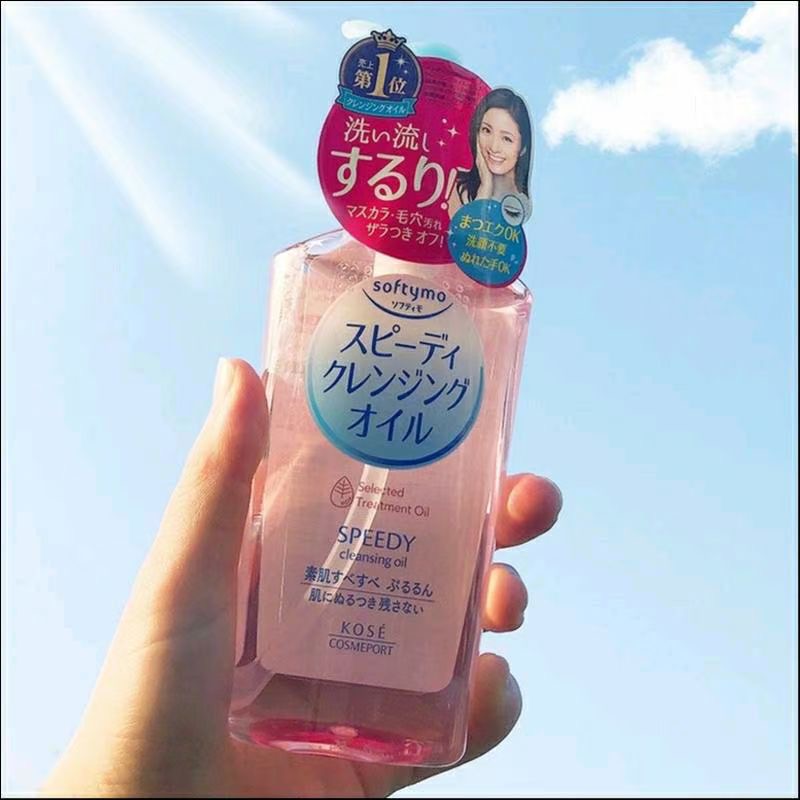 売上
第1位
クレンジングオイル
洗い流し
するり!
マスカラ・毛穴汚れ
ザラつきオフ!
まつエクOK
洗顔不要
ぬれた手OK
softymo
ソフティモ
スピーディ
クレンジング
オイル
Selected
Treatment Oil
SPEEDY
cleansing oil
素肌すべすべ ぷるるん
肌にぬるつき残さない
KOSÉ
COSMEPORT